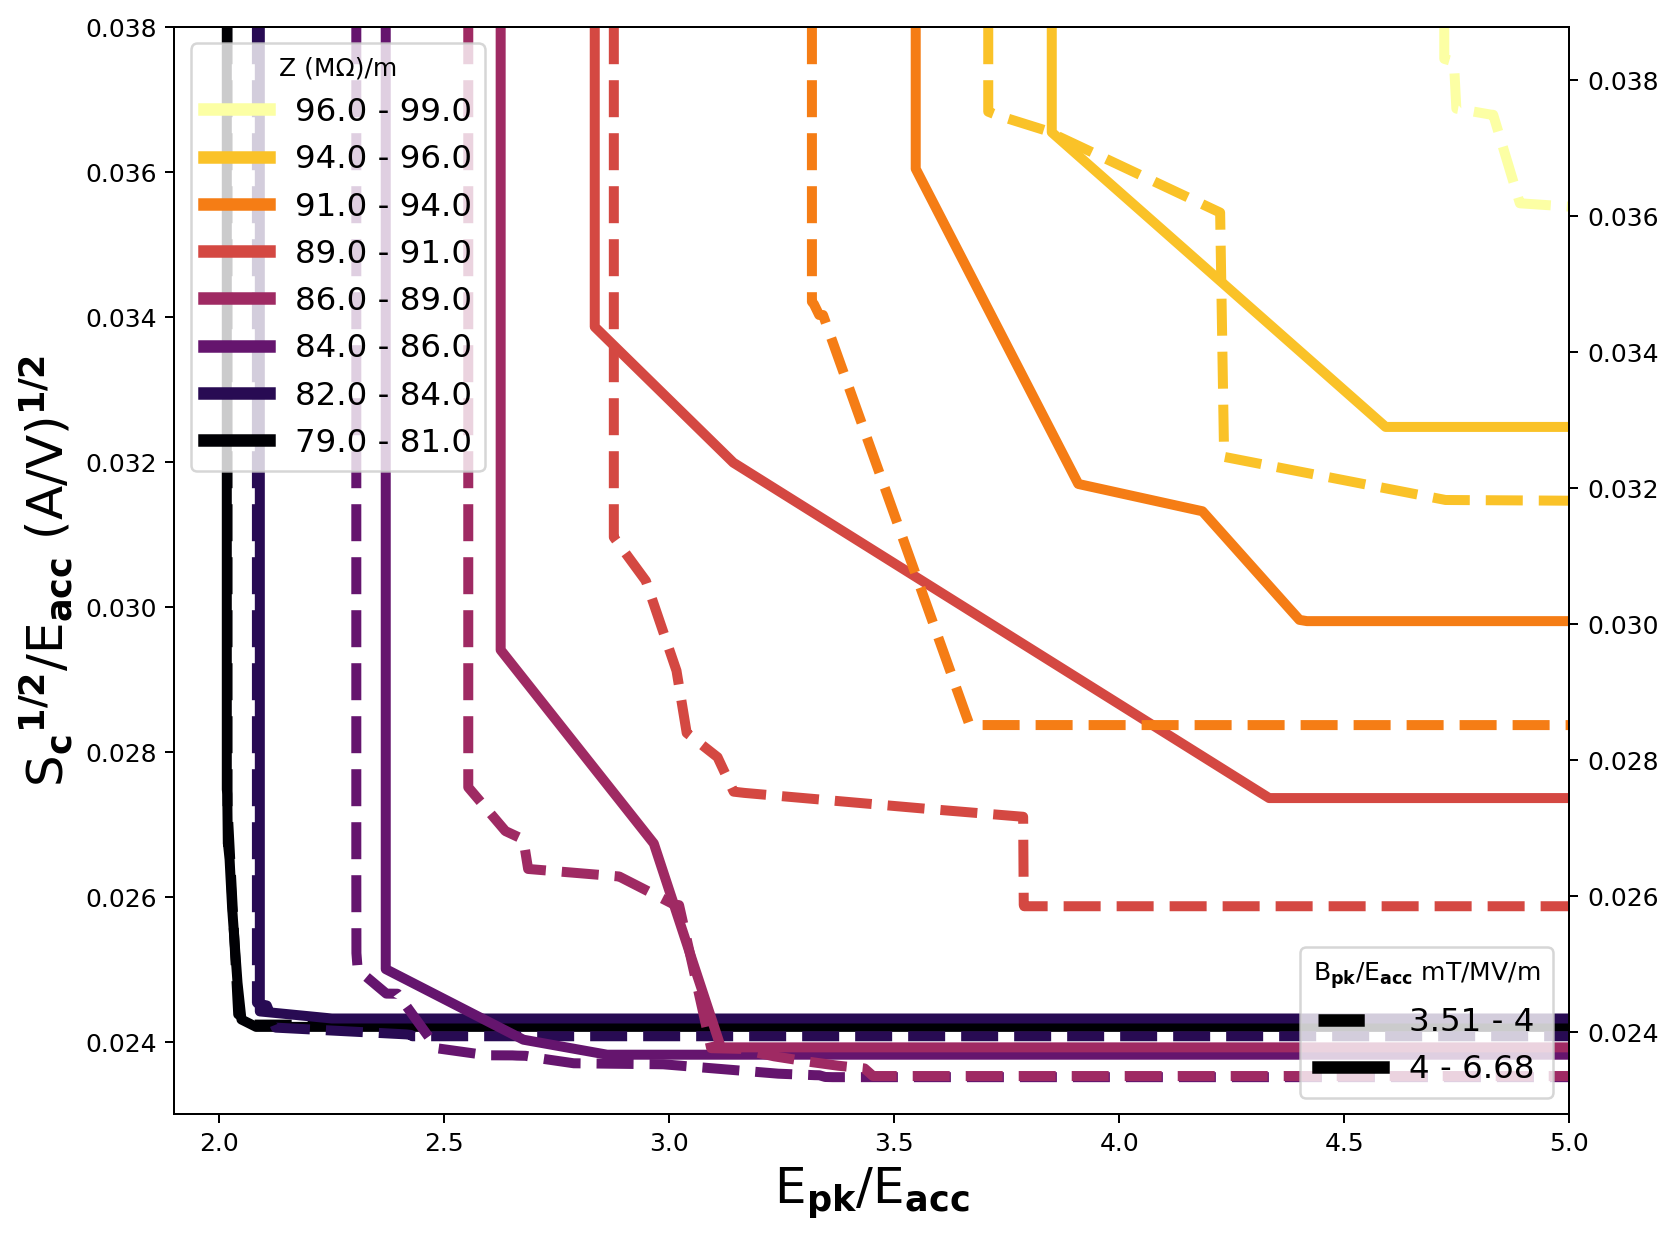 Z (MΩ)/m
96.0 - 99.0
94.0 - 96.0
91.0 - 94.0
89.0 - 91.0
86.0 - 89.0
84.0 - 86.0
82.0 - 84.0
79.0 - 81.0
0.038
0.036
0.034
0.032
0.030
0.028
0.026
0.024
Sc1/2/Eacc (A/V)1/2
0.038
0.036
0.034
0.032
0.030
0.028
0.026
0.024
Bpk/Eacc mT/MV/m
3.51 - 4
4 - 6.68
2.0 2.5 3.0 3.5 4.0 4.5 5.0
Epk/Eacc